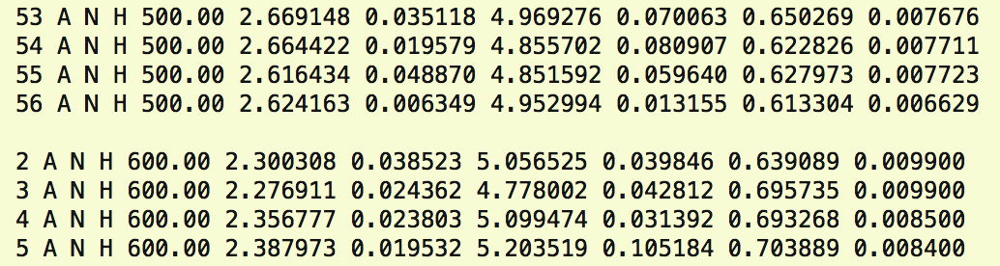 53 A N H 500.00 2.669148 0.035118 4.969276 0.070063 0.650269 0.007676
54 A N H 500.00 2.664422 0.019579 4.855702 0.080907 0.622826 0.007711
55 A N H 500.00 2.616434 0.048870 4.851592 0.059640 0.627973 0.007723
56 A N H 500.00 2.624163 0.006349 4.952994 0.013155 0.613304 0.006629
2 A N H 600.00 2.300308 0.038523 5.056525 0.039846 0.639089 0.009900
3 A N H 600.00 2.276911 0.024362 4.778002 0.042812 0.695735 0.009900
4 A N H 600.00 2.356777 0.023803 5.099474 0.031392 0.693268 0.008500
5 A N H 600.00 2.387973 0.019532 5.203519 0.105184 0.703889 0.008400